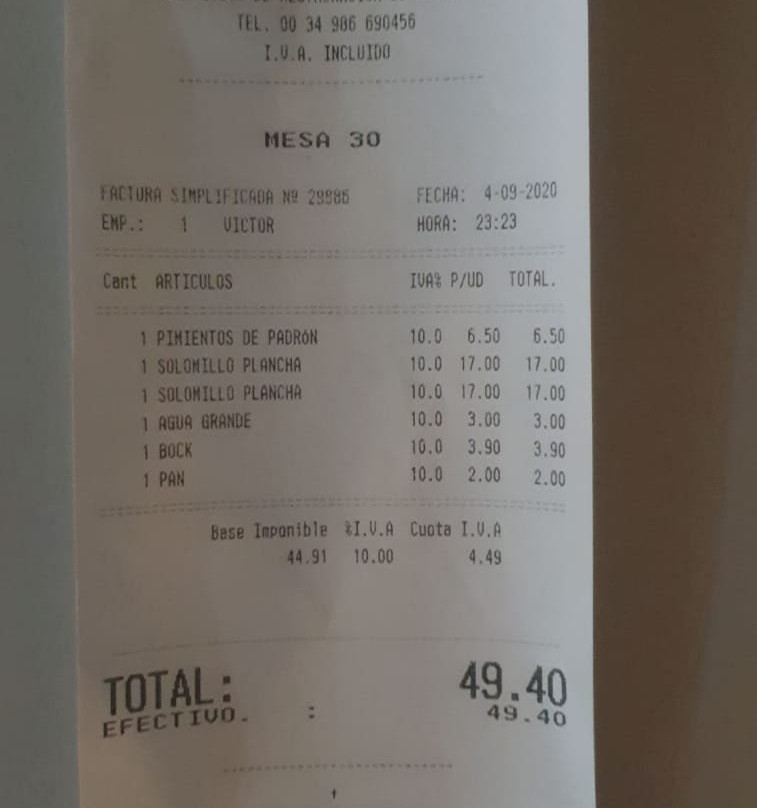 TEL. 00 34 986 690456
I.V.A. INCLUIDO
MESA 30
FACTURA SIMPLIFICADA Nº 29886 FECHA: 4-09-2020
EMP.: 1 VICTOR HORA: 23:23
Cant ARTICULOS IVA% P/UD TOTAL.
1 PIMIENTOS DE PADRóN 10.0 6.50 6.50
1 SOLOMILLO PLANCHA 10.0 17.00 17.00
1 SOLOMILLO PLANCHA 10.0 17.00 17.00
1 AGUA GRANDE 10.0 3.00 3.00
1 BOCK 10.0 3.90 3.90
1 PAN 10.0 2.00 2.00
Base Imponible %I.V.A Cuota I.V.A
44.91 10.00 4.49
TOTAL: 49.40
EFECTIVO. : 49.40